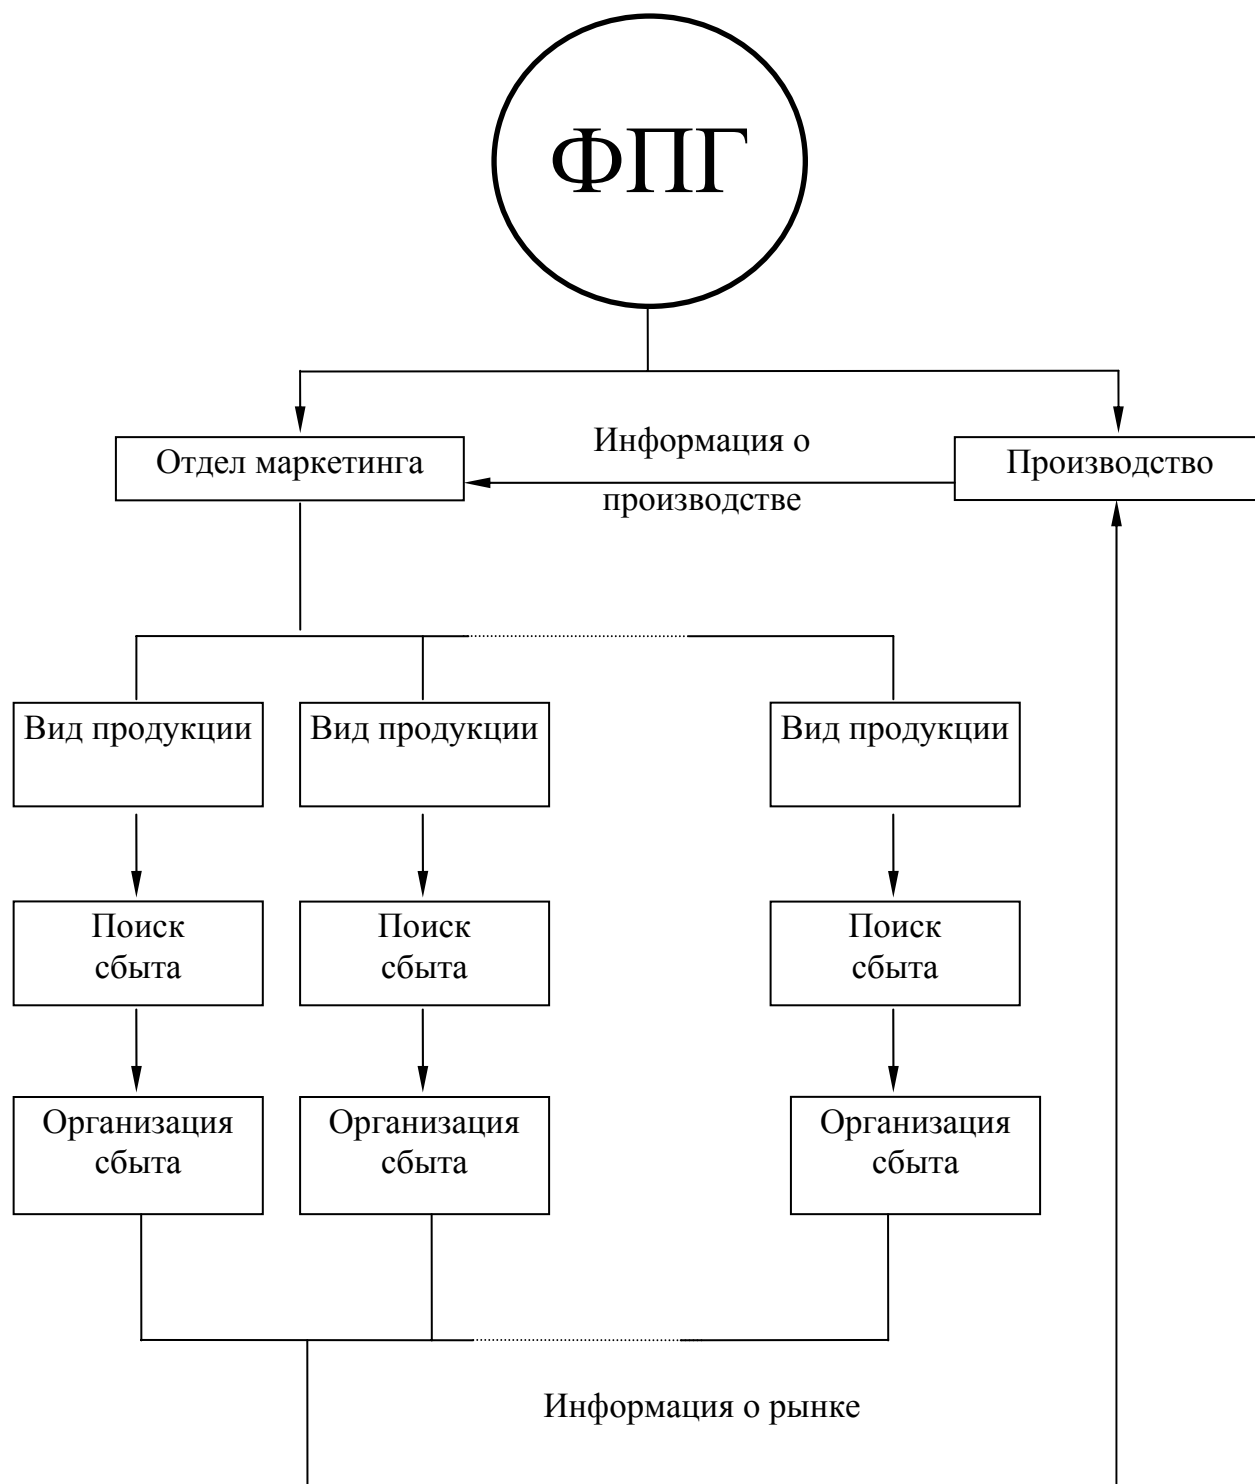 ФПГ
Отдел маркетинга
Информация о
производстве
Производство
Вид продукции
Вид продукции
Вид продукции
Поиск
сбыта
Поиск
сбыта
Поиск
сбыта
Организация
сбыта
Организация
сбыта
Организация
сбыта
Информация о рынке